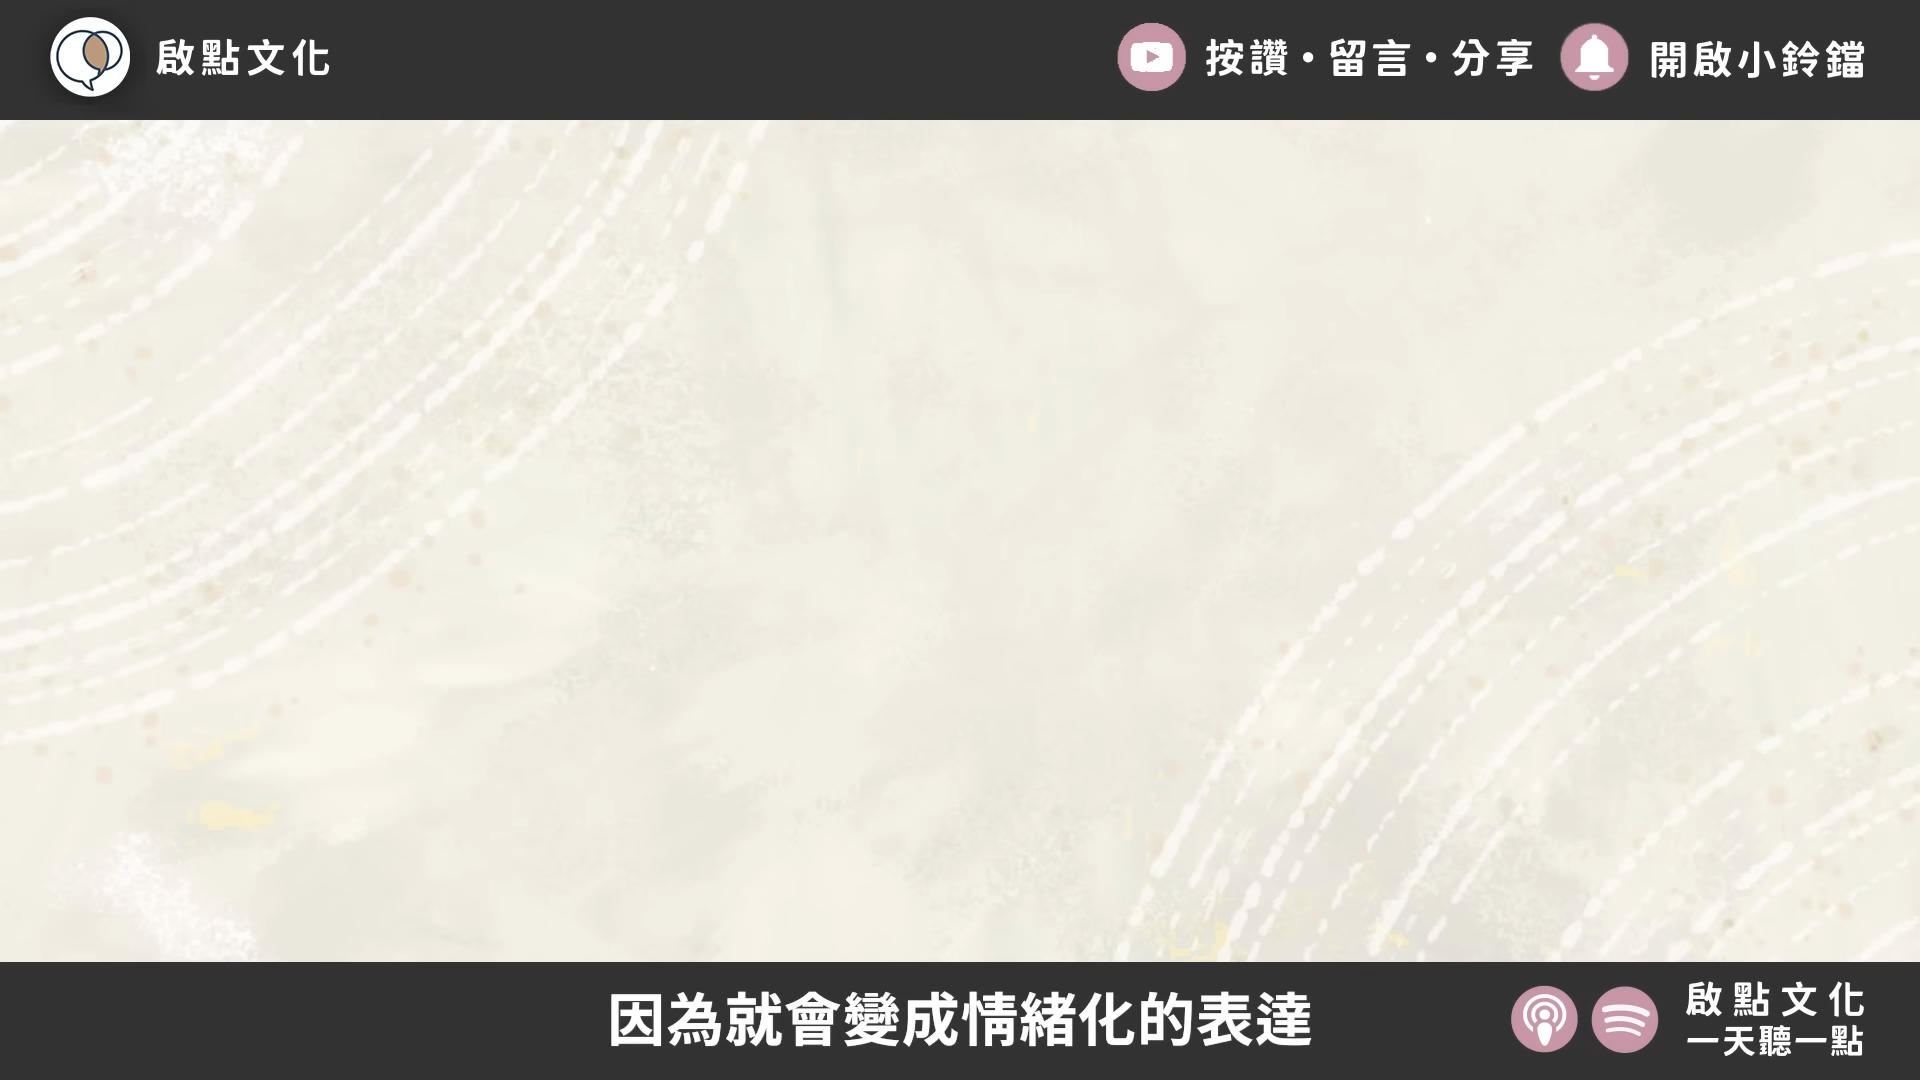 啟點文化
按讚•留言•分享
開啟小鈴鐺
因為就會變成情緒化的表達
啟點文化
一天聽一點